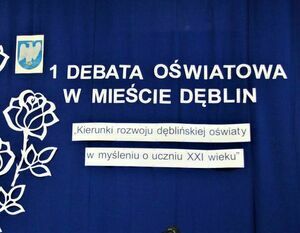 1 DEBATA OŚWIATOWA
W MIEŚCIE DĘBLIN
„Kierunki rozwoju dęblińskiej oświaty
w myśleniu o uczniu XXI wieku”